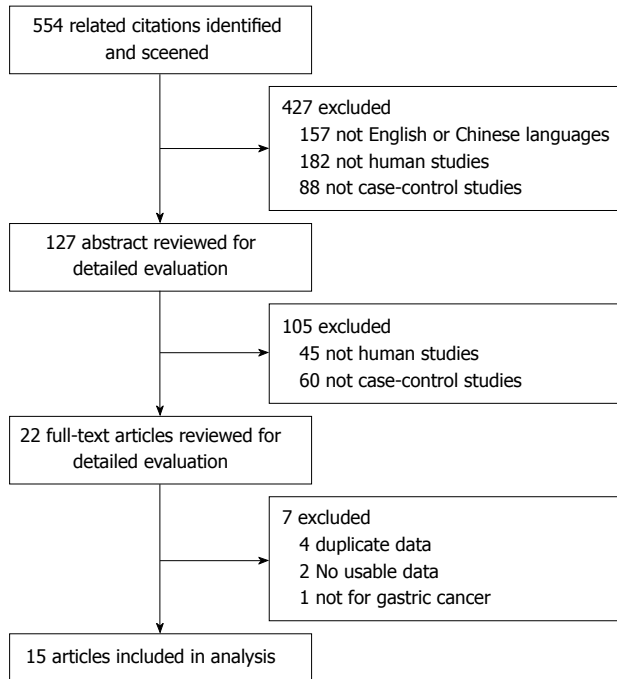 554 related citations identified
and sceened
427 excluded
157 not English or Chinese languages
182 not human studies
88 not case-control studies
127 abstract reviewed for
detailed evaluation
105 excluded
45 not human studies
60 not case-control studies
22 full-text articles reviewed for
detailed evaluation
7 excluded
4 duplicate data
2 No usable data
1 not for gastric cancer
15 articles included in analysis